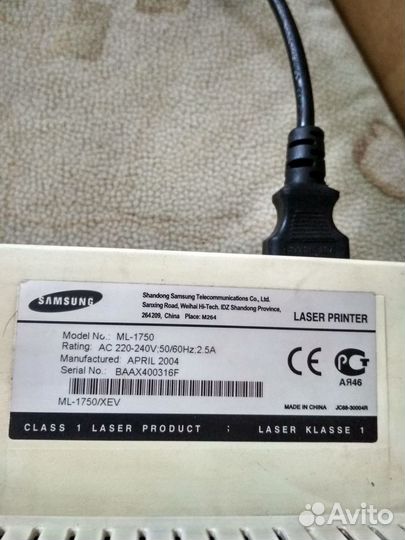 SAMSUNG
Shandong Samsung Telecommunications Co., Ltd.
Sanxing Road, Weihai Hi-Tech. IDZ Shandong Province,
264209, China Place: M264
LASER PRINTER
Model No.: ML-1750
Rating: AC 220-240V;50/60Hz;2.5A
Manufactured: APRIL 2004
Serial No.: BAAX400316F
CE
РСТ
АЯ46
ML-1750/XEV
MADE IN CHINA JC68-30004R
CLASS 1 LASER PRODUCT ; LASER KLASSE 1
Avito